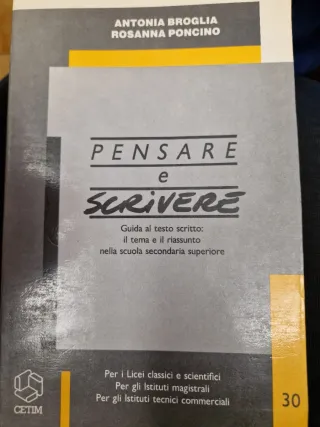 ANTONIA BROGLIA
ROSANNA PONCINO
PENSARE
e
SCRIVERE
Guida al testo scritto:
il tema e il riassunto
nella scuola secondaria superiore
Per i Licei classici e scientifici
Per gli Istituti magistrali
Per gli Istituti tecnici commerciali
CETIM
30